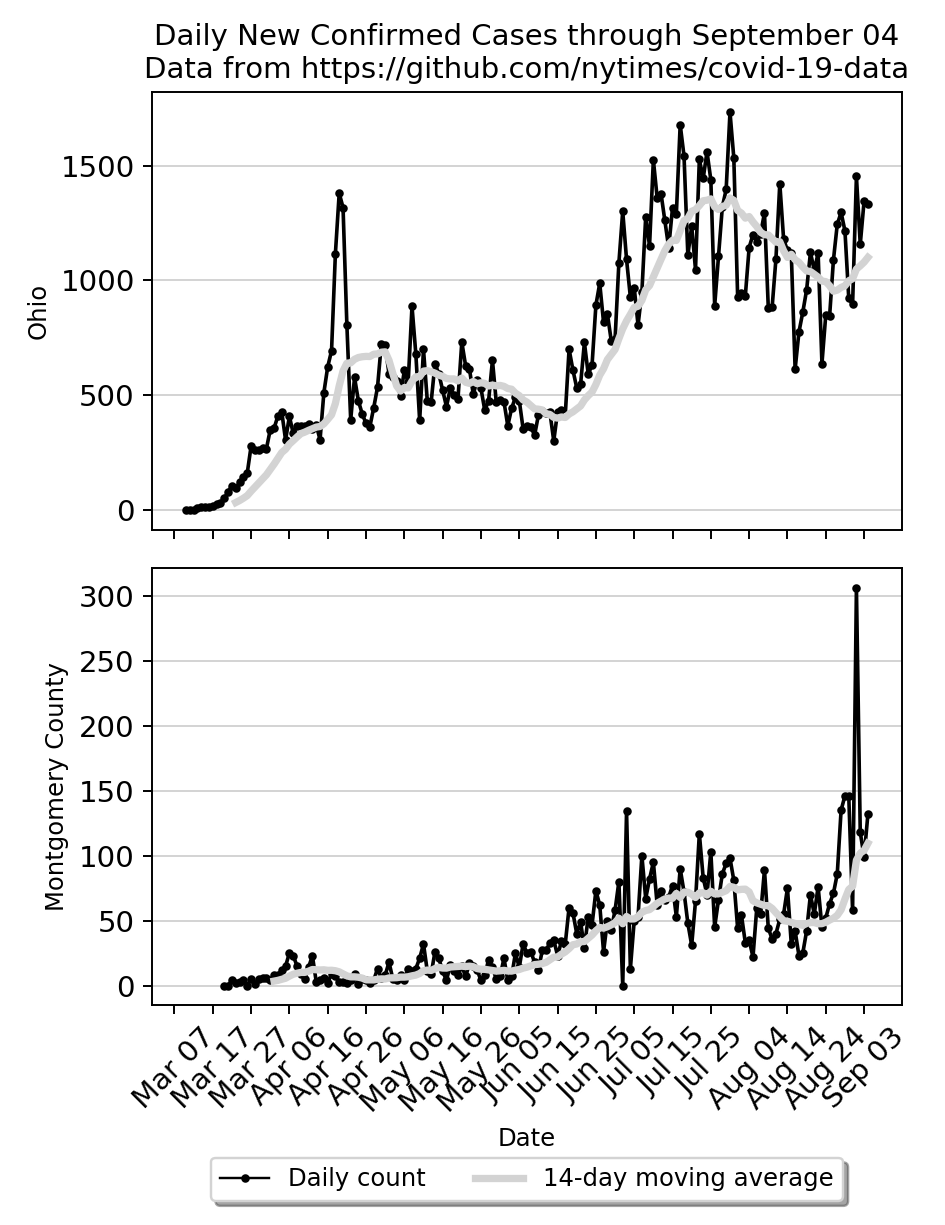 Daily New Confirmed Cases through September 04
Data from https://github.com/nytimes/covid-19-data
1500
1000
500
0
Ohio
300
250
200
150
100
50
0
Montgomery County
Mar 07
Mar 17
Mar 27
Apr 06
Apr 16
Apr 26
May 06
May 16
May 26
Jun 05
Jun 15
Jun 25
Jul 05
Jul 15
Jul 25
Aug 04
Aug 14
Aug 24
Sep 03
Date
Daily count
14-day moving average